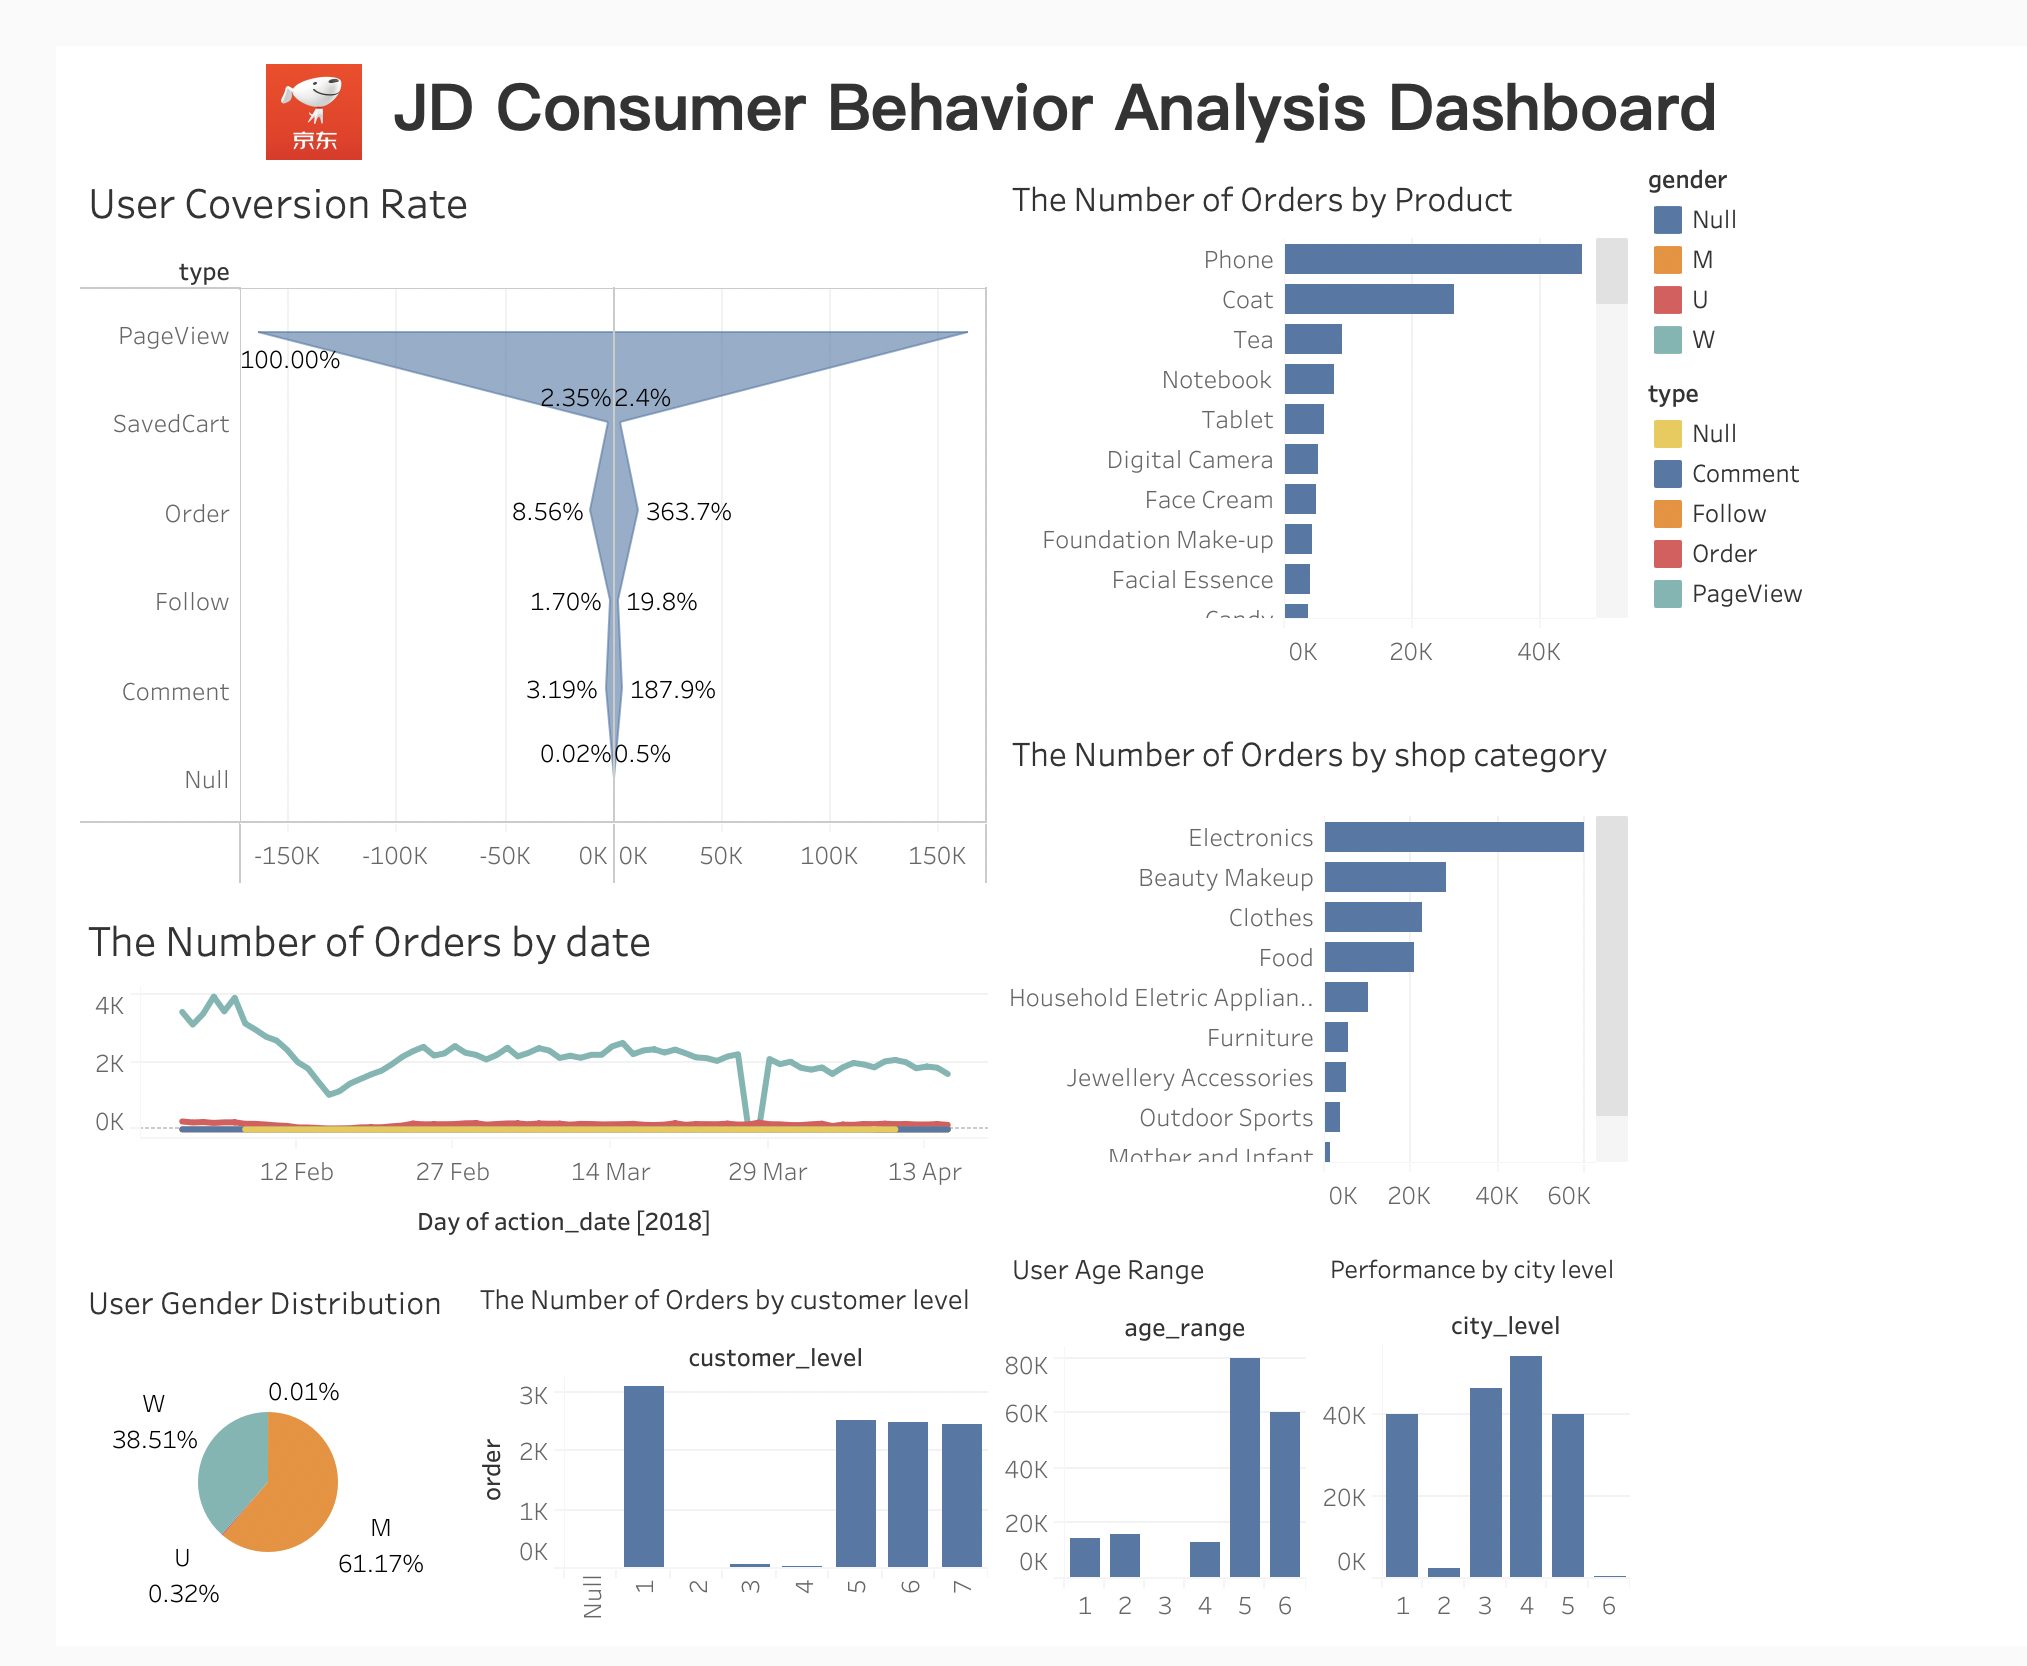 京东
JD Consumer Behavior Analysis Dashboard
User Coversion Rate
type
PageView
SavedCart
Order
Follow
Comment
Null
100.00%
2.35% 2.4%
8.56% 363.7%
1.70% 19.8%
3.19% 187.9%
0.02% 0.5%
-150K -100K -50K 0K 0K 50K 100K 150K
The Number of Orders by Product
Phone
Coat
Tea
Notebook
Tablet
Digital Camera
Face Cream
Foundation Make-up
Facial Essence
Candy
0K 20K 40K
gender
Null
M
U
W
type
Null
Comment
Follow
Order
PageView
The Number of Orders by shop category
Electronics
Beauty Makeup
Clothes
Food
Household Eletric Applian..
Furniture
Jewellery Accessories
Outdoor Sports
Mother and Infant
0K 20K 40K 60K
The Number of Orders by date
4K
2K
0K
12 Feb 27 Feb 14 Mar 29 Mar 13 Apr
Day of action_date [2018]
User Gender Distribution
0.01%
W
38.51%
M
61.17%
U
0.32%
The Number of Orders by customer level
customer_level
order
3K
2K
1K
0K
Null 1 2 3 4 5 6 7
User Age Range
age_range
80K
60K
40K
20K
0K
1 2 3 4 5 6
Performance by city level
city_level
40K
20K
0K
1 2 3 4 5 6